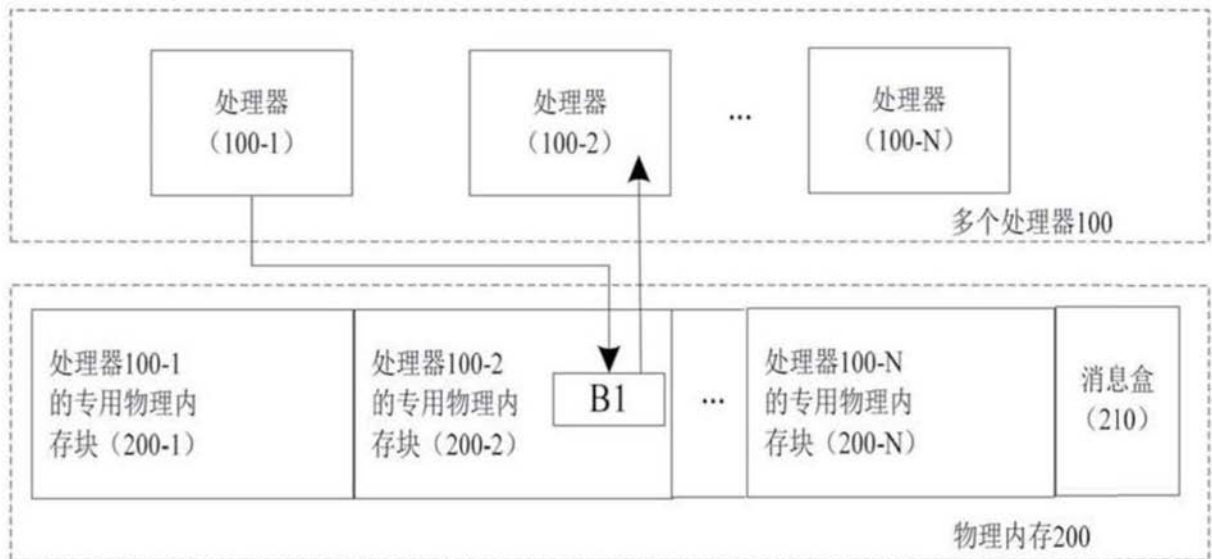 处理器
（100-1）
处理器
（100-2）
...
处理器
（100-N）
多个处理器100
处理器100-1
的专用物理内
存块（200-1）
处理器100-2
的专用物理内
存块（200-2）
B1
...
处理器100-N
的专用物理内
存块（200-N）
消息盒
（210）
物理内存200